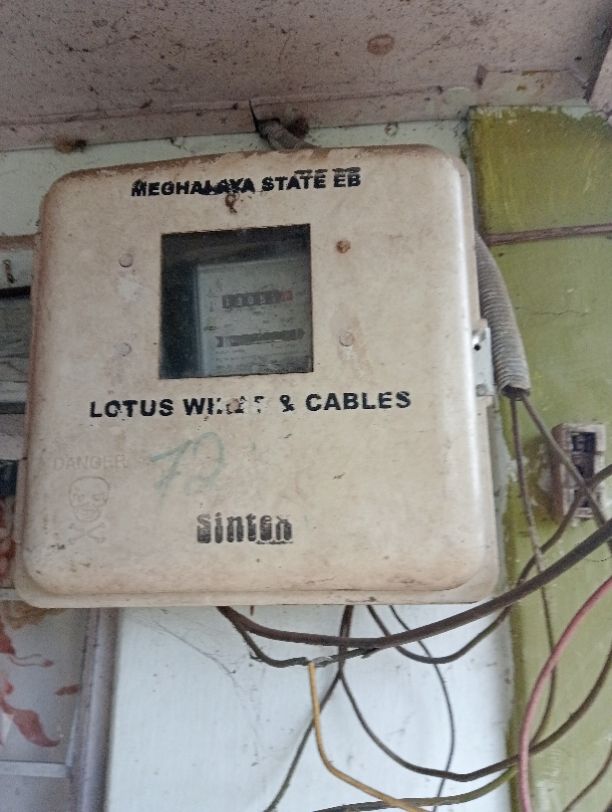 MEGHALAYA STATE EB
LOTUS & CABLES
DANGER
72
Sintex